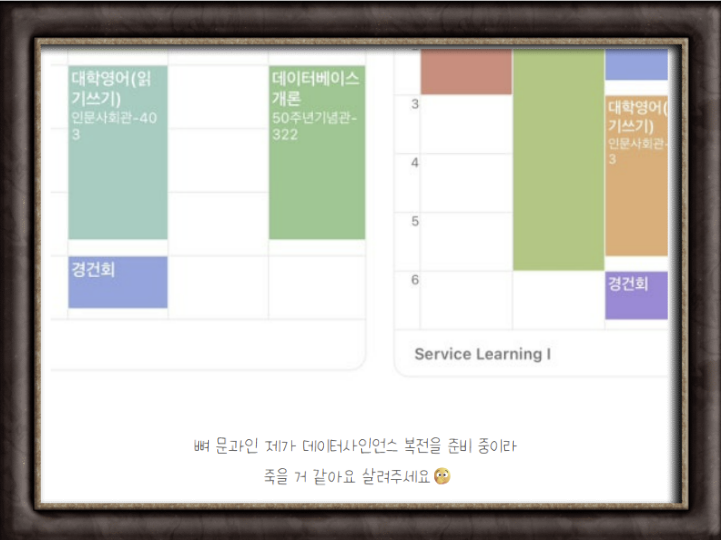 대학영어(읽
기쓰기)
인문사회관-40
3
데이터베이스
개론
50주년기념관-
322
경건회
3
대학영어(
기쓰기)
인문사회관-
3
4
5
6
경건회
Service Learning I
뼈 문과인 제가 데이터사인언스 복전을 준비 중이라
죽을 거 같아요 살려주세요